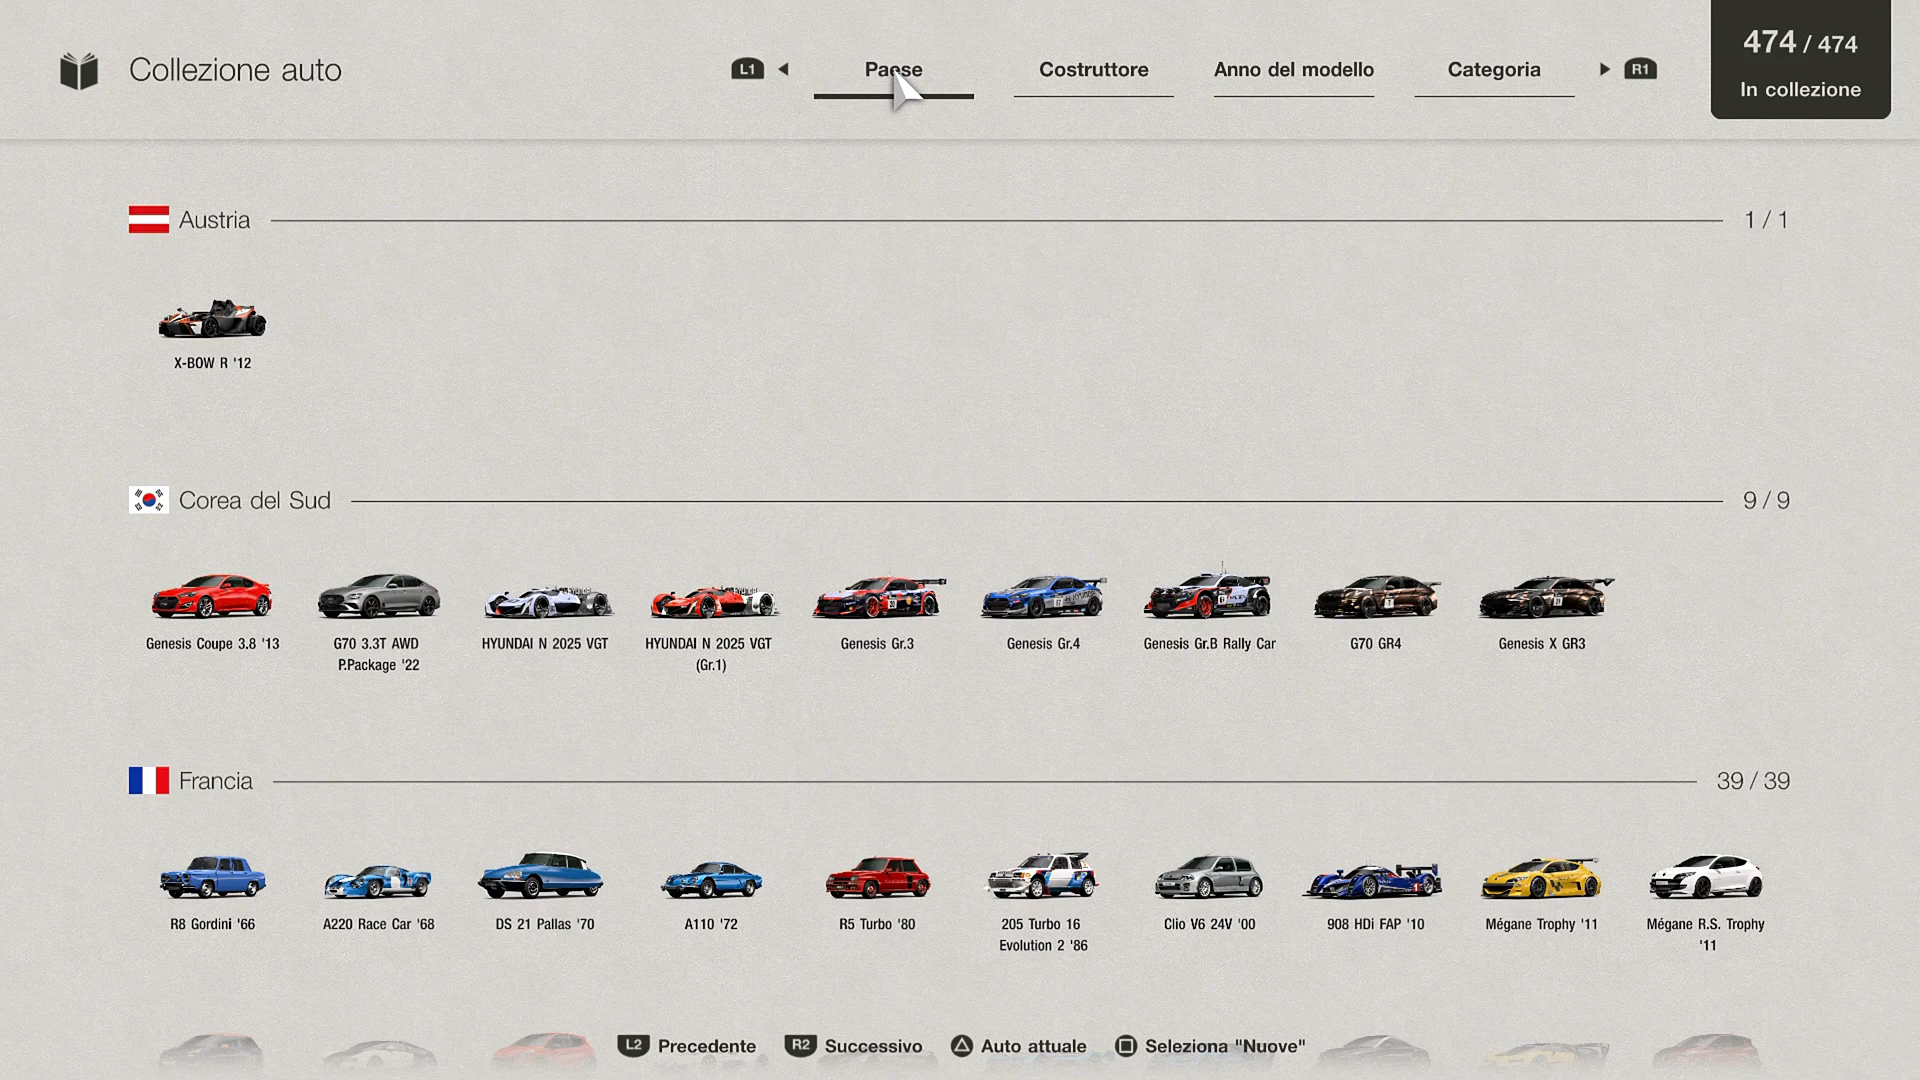 Collezione auto
L1
Paese
Costruttore
Anno del modello
Categoria
R1
474 / 474
In collezione
Austria
1 / 1
X-BOW R '12
Corea del Sud
9 / 9
Genesis Coupe 3.8 '13
G70 3.3T AWD
P.Package '22
HYUNDAI N 2025 VGT
HYUNDAI N 2025 VGT
(Gr.1)
Genesis Gr.3
Genesis Gr.4
Genesis Gr.B Rally Car
G70 GR4
Genesis X GR3
Francia
39 / 39
R8 Gordini '66
A220 Race Car '68
DS 21 Pallas '70
A110 '72
R5 Turbo '80
205 Turbo 16
Evolution 2 '86
Clio V6 24V '00
908 HDi FAP '10
Mégane Trophy '11
Mégane R.S. Trophy
'11
L2 Precedente
R2 Successivo
Auto attuale
Seleziona "Nuove"